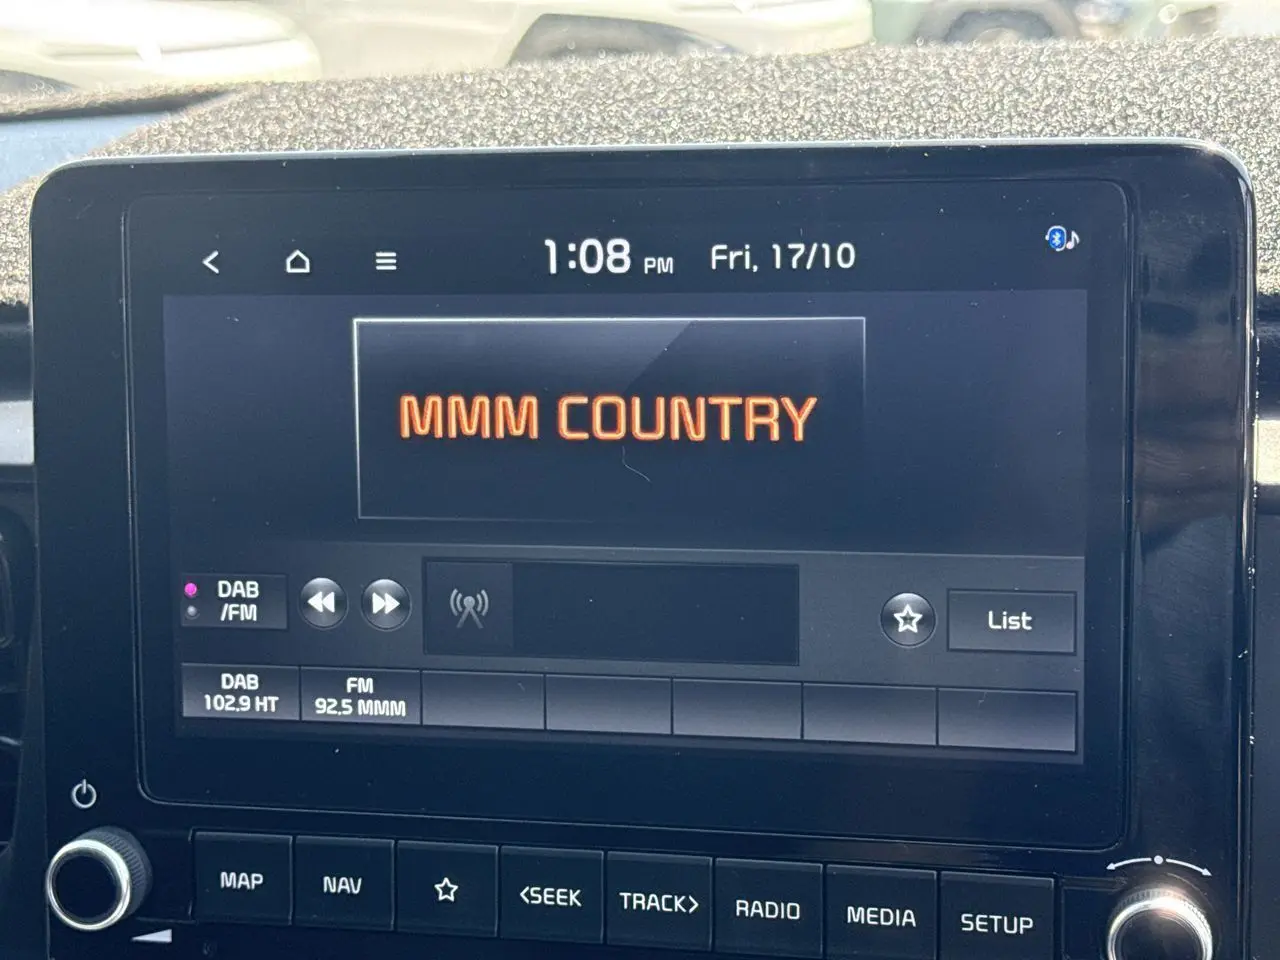 1:08 PM Fri, 17/10
MMM COUNTRY
DAB
/FM
List
DAB
102.9 HT
FM
92.5 MMM
MAP
NAV
<SEEK
TRACK>
RADIO
MEDIA
SETUP